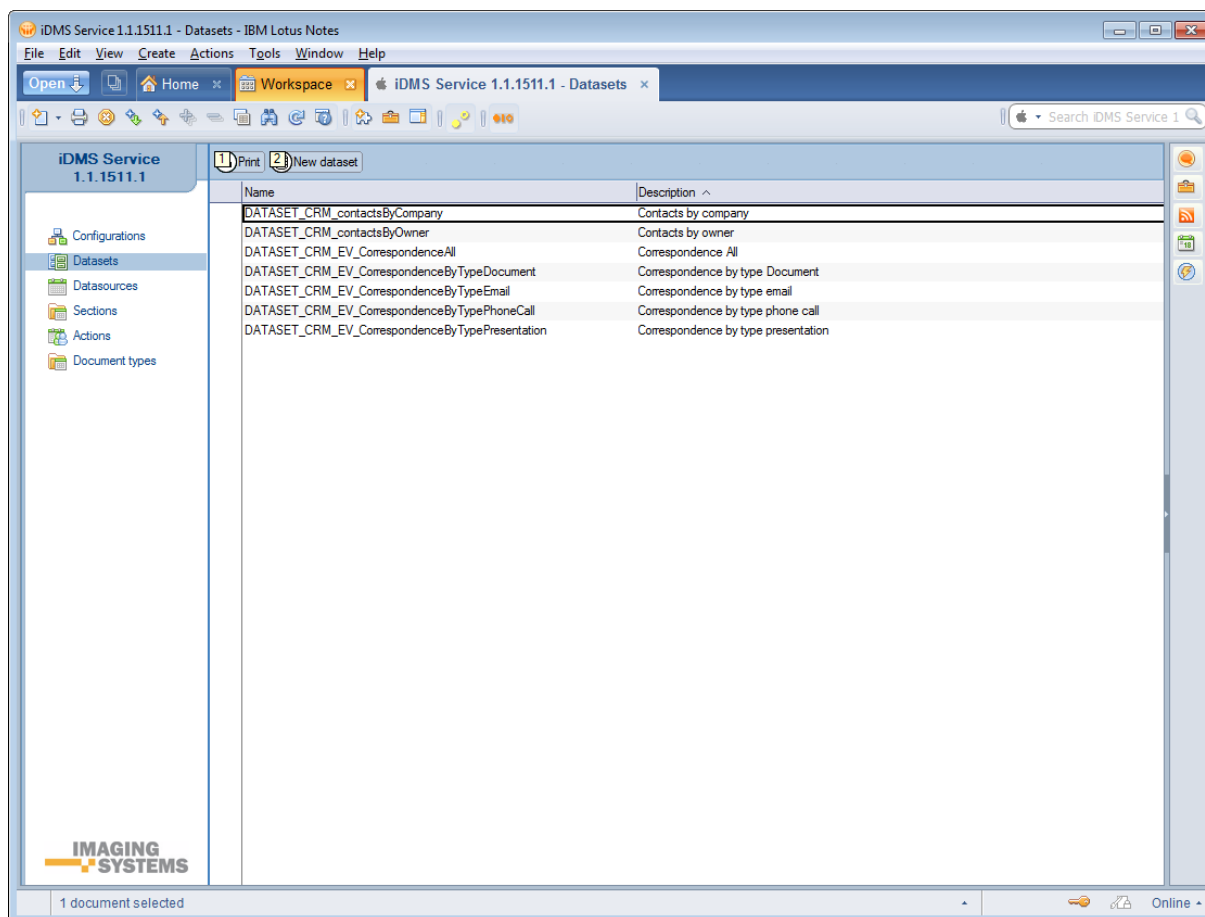 iDMS Service 1.1.1511.1 - Datasets - IBM Lotus Notes
File Edit View Create Actions Tools Window Help
Open Home Workspace iDMS Service 1.1.1511.1 - Datasets
Search iDMS Service 1
iDMS Service
1.1.1511.1
1 Print 2 New dataset
Name Description
Configurations
Datasets
Datasources
Sections
Actions
Document types
DATASET_CRM_contactsByCompany Contacts by company
DATASET_CRM_contactsByOwner Contacts by owner
DATASET_CRM_EV_CorrespondenceAll Correspondence All
DATASET_CRM_EV_CorrespondenceByTypeDocument Correspondence by type Document
DATASET_CRM_EV_CorrespondenceByTypeEmail Correspondence by type email
DATASET_CRM_EV_CorrespondenceByTypePhoneCall Correspondence by type phone call
DATASET_CRM_EV_CorrespondenceByTypePresentation Correspondence by type presentation
IMAGING
SYSTEMS
1 document selected Online